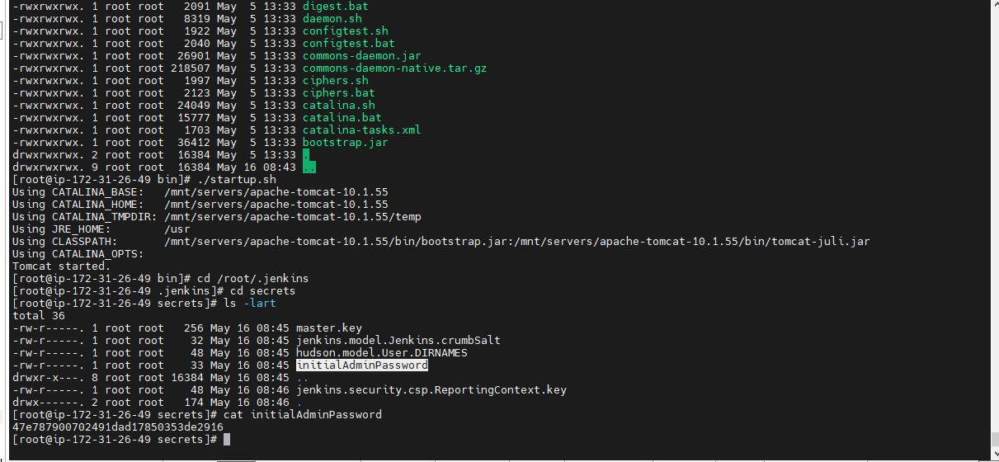 -rwxrwxrwx. 1 root root   2091 May  5 13:33 digest.bat
-rwxrwxrwx. 1 root root   8319 May  5 13:33 daemon.sh
-rwxrwxrwx. 1 root root   1922 May  5 13:33 configtest.sh
-rwxrwxrwx. 1 root root   2040 May  5 13:33 configtest.bat
-rwxrwxrwx. 1 root root  26901 May  5 13:33 commons-daemon.jar
-rwxrwxrwx. 1 root root 218507 May  5 13:33 commons-daemon-native.tar.gz
-rwxrwxrwx. 1 root root   1997 May  5 13:33 ciphers.sh
-rwxrwxrwx. 1 root root   2123 May  5 13:33 ciphers.bat
-rwxrwxrwx. 1 root root  24049 May  5 13:33 catalina.sh
-rwxrwxrwx. 1 root root  15777 May  5 13:33 catalina.bat
-rwxrwxrwx. 1 root root   1703 May  5 13:33 catalina-tasks.xml
-rwxrwxrwx. 1 root root  36412 May  5 13:33 bootstrap.jar
drwxrwxrwx. 2 root root  16384 May  5 13:33 .
drwxrwxrwx. 9 root root  16384 May 16 08:43 ..
[root@ip-172-31-26-49 bin]# ./startup.sh
Using CATALINA_BASE:   /mnt/servers/apache-tomcat-10.1.55
Using CATALINA_HOME:   /mnt/servers/apache-tomcat-10.1.55
Using CATALINA_TMPDIR: /mnt/servers/apache-tomcat-10.1.55/temp
Using JRE_HOME:        /usr
Using CLASSPATH:       /mnt/servers/apache-tomcat-10.1.55/bin/bootstrap.jar:/mnt/servers/apache-tomcat-10.1.55/bin/tomcat-juli.jar
Using CATALINA_OPTS:
Tomcat started.
[root@ip-172-31-26-49 bin]# cd /root/.jenkins
[root@ip-172-31-26-49 .jenkins]# cd secrets
[root@ip-172-31-26-49 secrets]# ls -lart
total 36
-rw-r-----. 1 root root   256 May 16 08:45 master.key
-rw-r-----. 1 root root    32 May 16 08:45 jenkins.model.Jenkins.crumbSalt
-rw-r-----. 1 root root    48 May 16 08:45 hudson.model.User.DIRNAMES
-rw-r-----. 1 root root    33 May 16 08:45 initialAdminPassword
drwxr-x---. 8 root root 16384 May 16 08:45 ..
-rw-r-----. 1 root root    48 May 16 08:46 jenkins.security.csp.ReportingContext.key
drwx------. 2 root root   174 May 16 08:46 .
[root@ip-172-31-26-49 secrets]# cat initialAdminPassword
47e787900702491dad17850353de2916
[root@ip-172-31-26-49 secrets]#